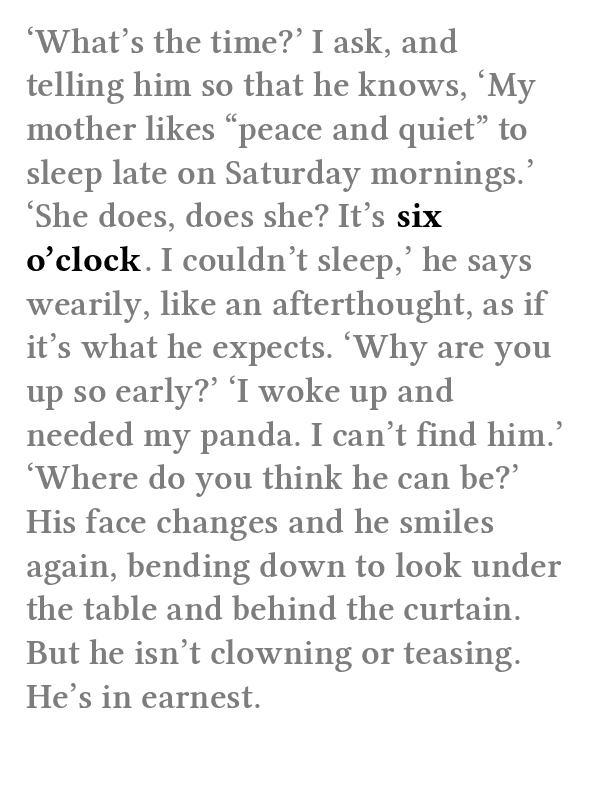 ‘What’s the time?’ I ask, and
telling him so that he knows, ‘My
mother likes “peace and quiet” to
sleep late on Saturday mornings.’
‘She does, does she? It’s six
o’clock. I couldn’t sleep,’ he says
wearily, like an afterthought, as if
it’s what he expects. ‘Why are you
up so early?’ ‘I woke up and
needed my panda. I can’t find him.’
‘Where do you think he can be?’
His face changes and he smiles
again, bending down to look under
the table and behind the curtain.
But he isn’t clowning or teasing.
He’s in earnest.